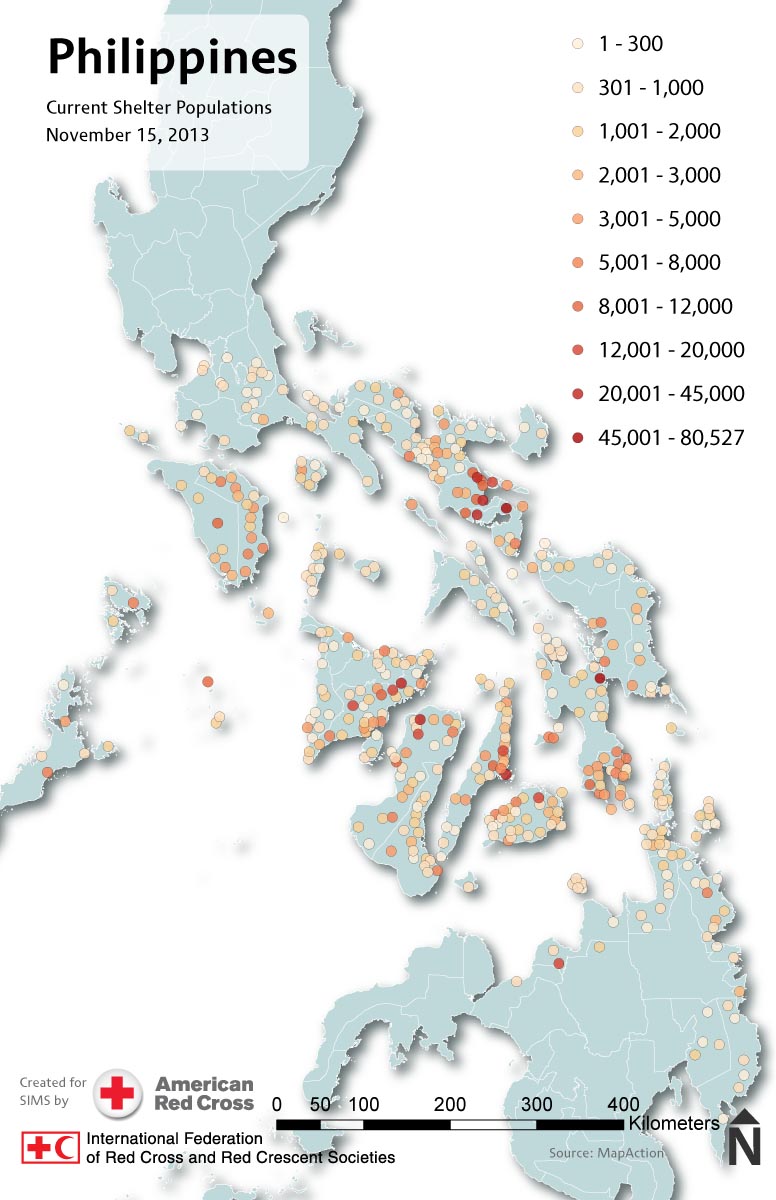 Philippines
Current Shelter Populations
November 15, 2013
1 - 300
301 - 1,000
1,001 - 2,000
2,001 - 3,000
3,001 - 5,000
5,001 - 8,000
8,001 - 12,000
12,001 - 20,000
20,001 - 45,000
45,001 - 80,527
Created for
SIMS by
American
Red Cross
0 50 100 200 300 400
Kilometers
N
International Federation
of Red Cross and Red Crescent Societies
Source: MapAction